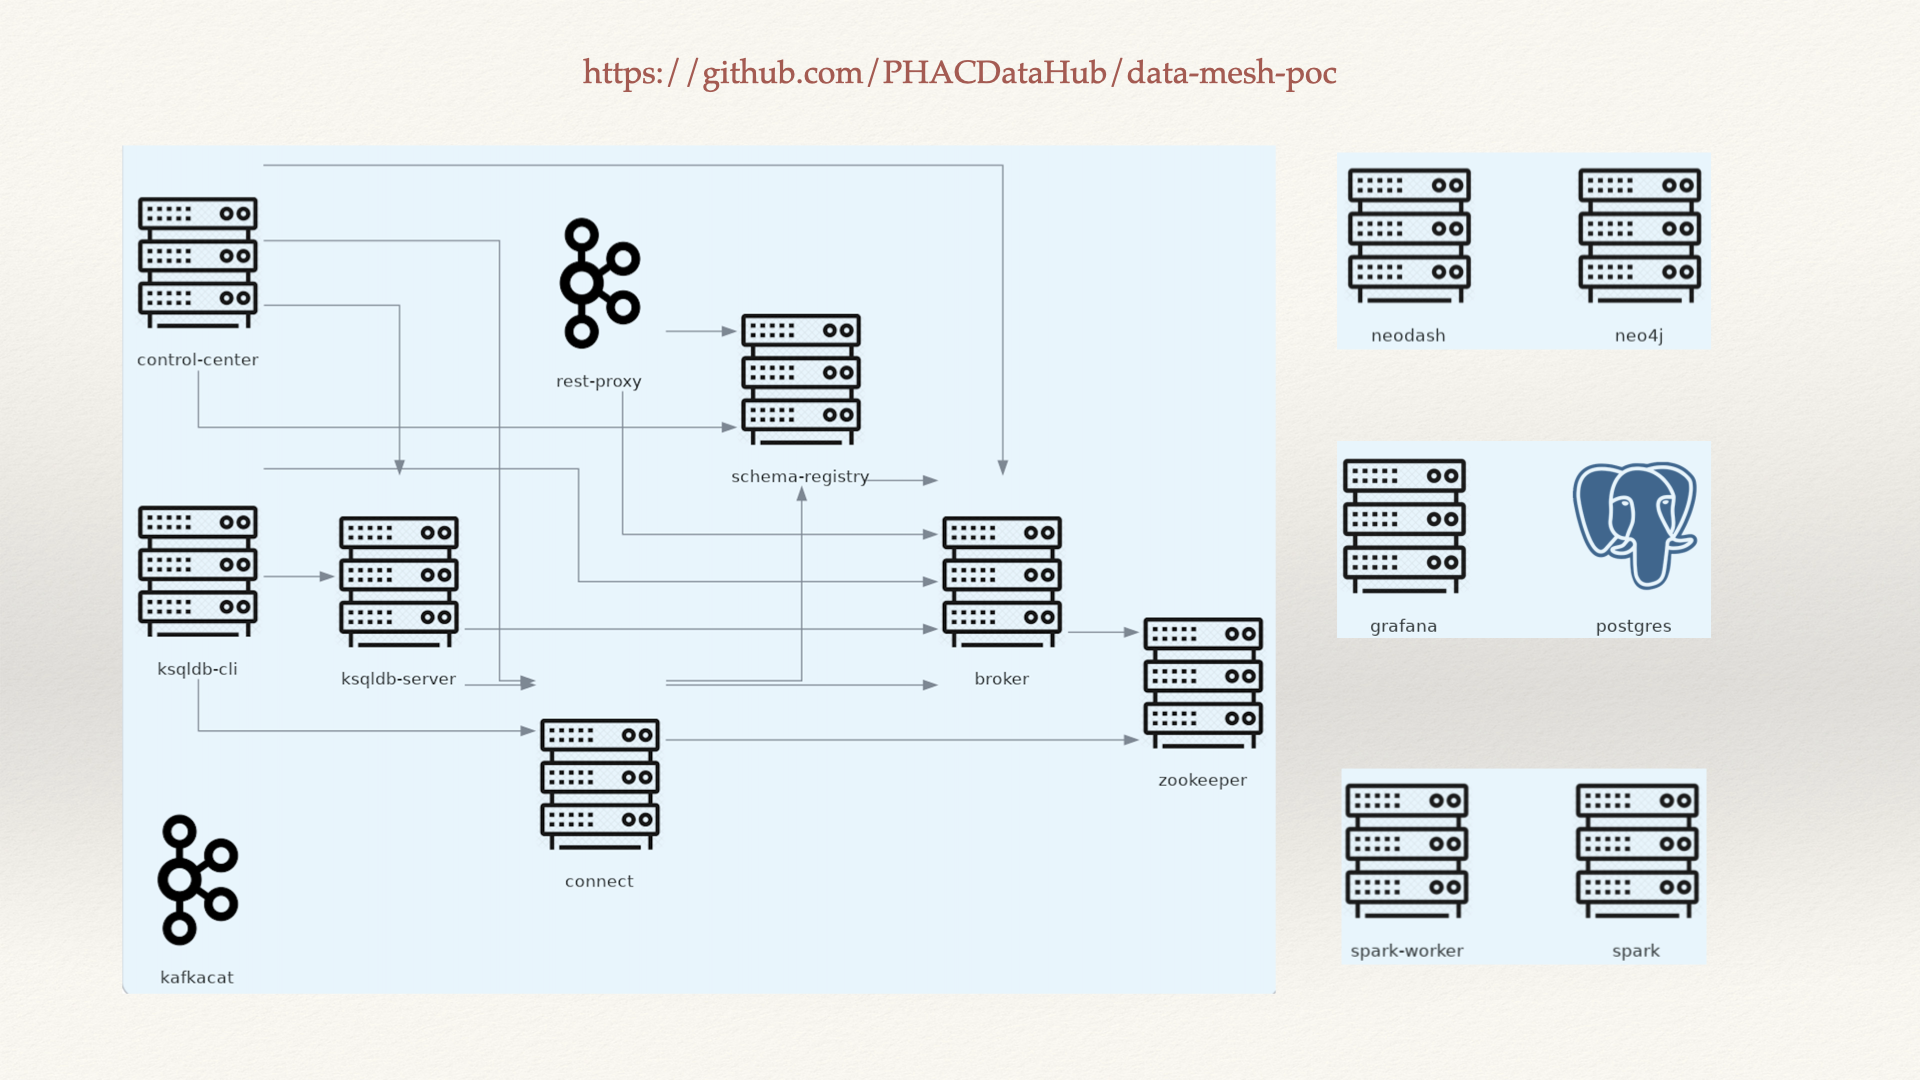 https://github.com/PHACDataHub/data-mesh-poc
control-center
rest-proxy
schema-registry
ksqldb-cli
ksqldb-server
broker
zookeeper
connect
kafkacat
neodash
neo4j
grafana
postgres
spark-worker
spark